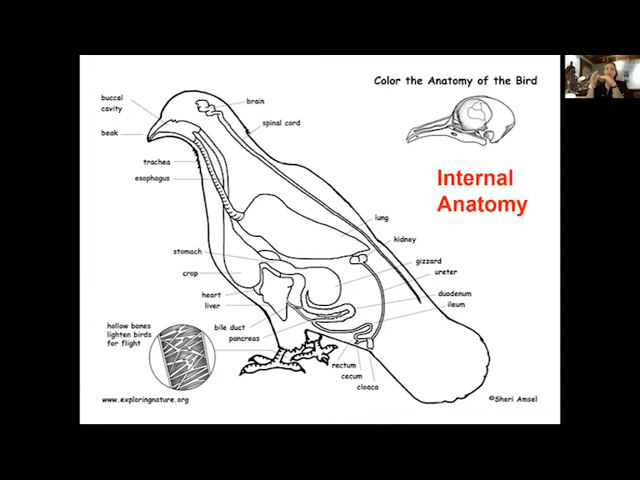 Color the Anatomy of the Bird
Internal
Anatomy
buccal
cavity
beak
trachea
esophagus
stomach
crop
heart
liver
bile duct
pancreas
hollow bones
lighten birds
for flight
brain
spinal cord
lung
kidney
gizzard
ureter
duodenum
ileum
rectum
cecum
cloaca
www.exploringnature.org
©Sheri Amsel